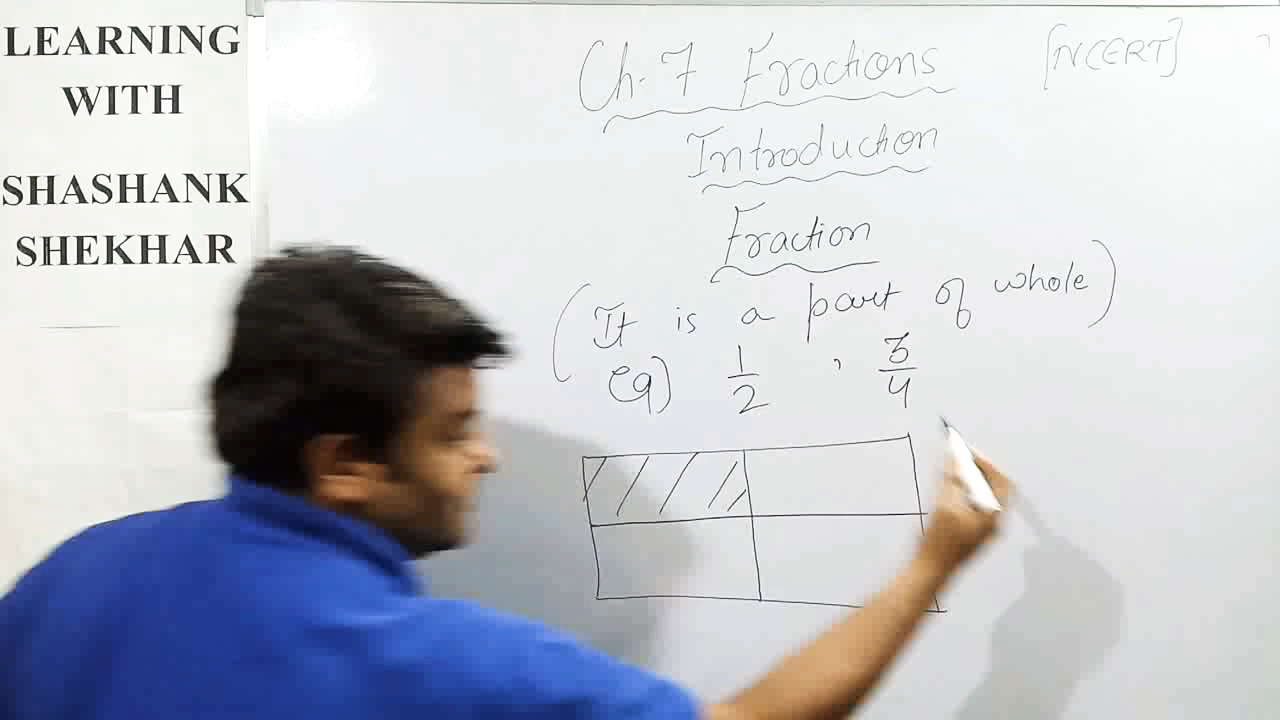 LEARNING
WITH
SHASHANK
SHEKHAR
Ch-7 Fractions [NCERT]
Introduction
Fraction
(It is a part of whole)
Eg) 1/2 , 3/4